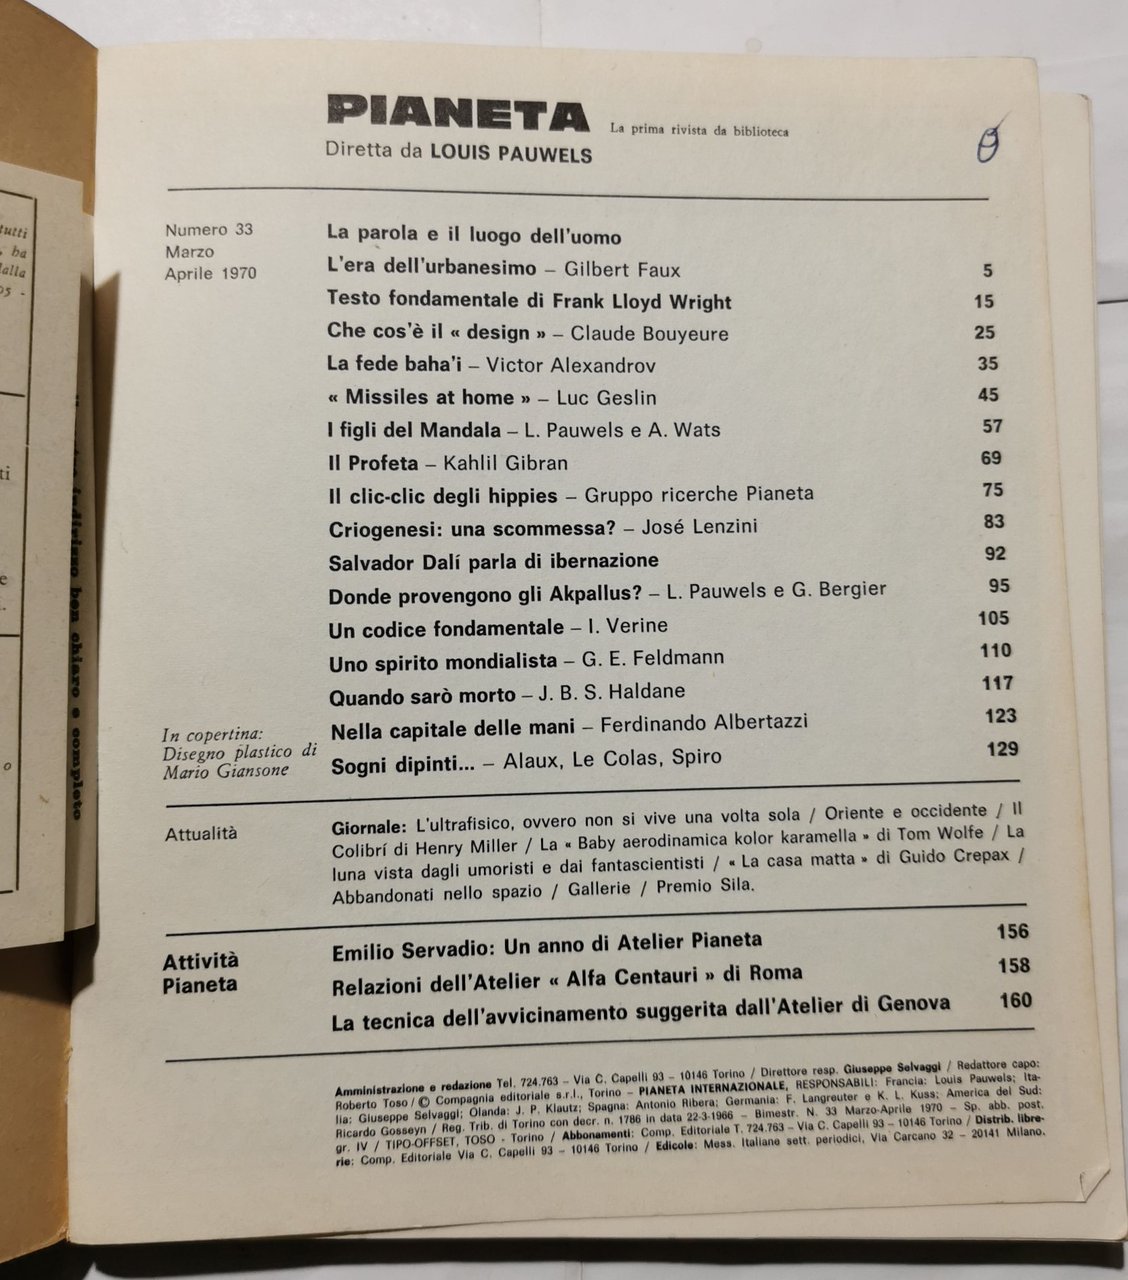 PIANETA La prima rivista da biblioteca
Diretta da LOUIS PAUWELS
Numero 33
Marzo
Aprile 1970
La parola e il luogo dell'uomo
L'era dell'urbanesimo – Gilbert Faux 5
Testo fondamentale di Frank Lloyd Wright 15
Che cos'è il « design » – Claude Bouyeure 25
La fede baha'i – Victor Alexandrov 35
« Missiles at home » – Luc Geslin 45
I figli del Mandala – L. Pauwels e A. Wats 57
Il Profeta – Kahlil Gibran 69
Il clic-clic degli hippies – Gruppo ricerche Pianeta 75
Criogenesi: una scommessa? – José Lenzini 83
Salvador Dalí parla di ibernazione 92
Donde provengono gli Akpallus? – L. Pauwels e G. Bergier 95
Un codice fondamentale – I. Verine 105
Uno spirito mondialista – G. E. Feldmann 110
Quando sarò morto – J. B. S. Haldane 117
Nella capitale delle mani – Ferdinando Albertazzi 123
Sogni dipinti... – Alaux, Le Colas, Spiro 129
In copertina:
Disegno plastico di
Mario Giansone
Attualità
Giornale: L'ultrafisico, ovvero non si vive una volta sola / Oriente e occidente / Il
Colibrí di Henry Miller / La « Baby aerodinamica kolor karamella » di Tom Wolfe / La
luna vista dagli umoristi e dai fantascientisti / « La casa matta » di Guido Crepax /
Abbandonati nello spazio / Gallerie / Premio Sila.
Attività
Pianeta
Emilio Servadio: Un anno di Atelier Pianeta 156
Relazioni dell'Atelier « Alfa Centauri » di Roma 158
La tecnica dell'avvicinamento suggerita dall'Atelier di Genova 160
Amministrazione e redazione Tel. 724.763 – Via C. Capelli 93 – 10146 Torino / Direttore resp. Giuseppe Selvaggi / Redattore capo:
Roberto Toso / © Compagnia editoriale s.r.l., Torino – PIANETA INTERNAZIONALE, RESPONSABILI: Francia: Louis Pauwels; Ita-
lia: Giuseppe Selvaggi; Olanda: J. P. Klautz; Spagna: Antonio Ribera; Germania: F. Langreuter e K. L. Kuss; America del Sud:
Ricardo Gosseyn / Reg. Trib. di Torino con decr. n. 1786 in data 22-3-1966 – Bimestr. N. 33 Marzo-Aprile 1970 – Sp. abb. post.
gr. IV / TIPO-OFFSET, TOSO - Torino / Abbonamenti: Comp. Editoriale T. 724.763 – Via C. Capelli 93 – 10146 Torino / Distrib. libre-
rie: Comp. Editoriale Via C. Capelli 93 – 10146 Torino / Edicole: Mess. Italiane sett. periodici, Via Carcano 32 – 20141 Milano.
tutti
ha
dalla
indirizzo ben chiaro e completo